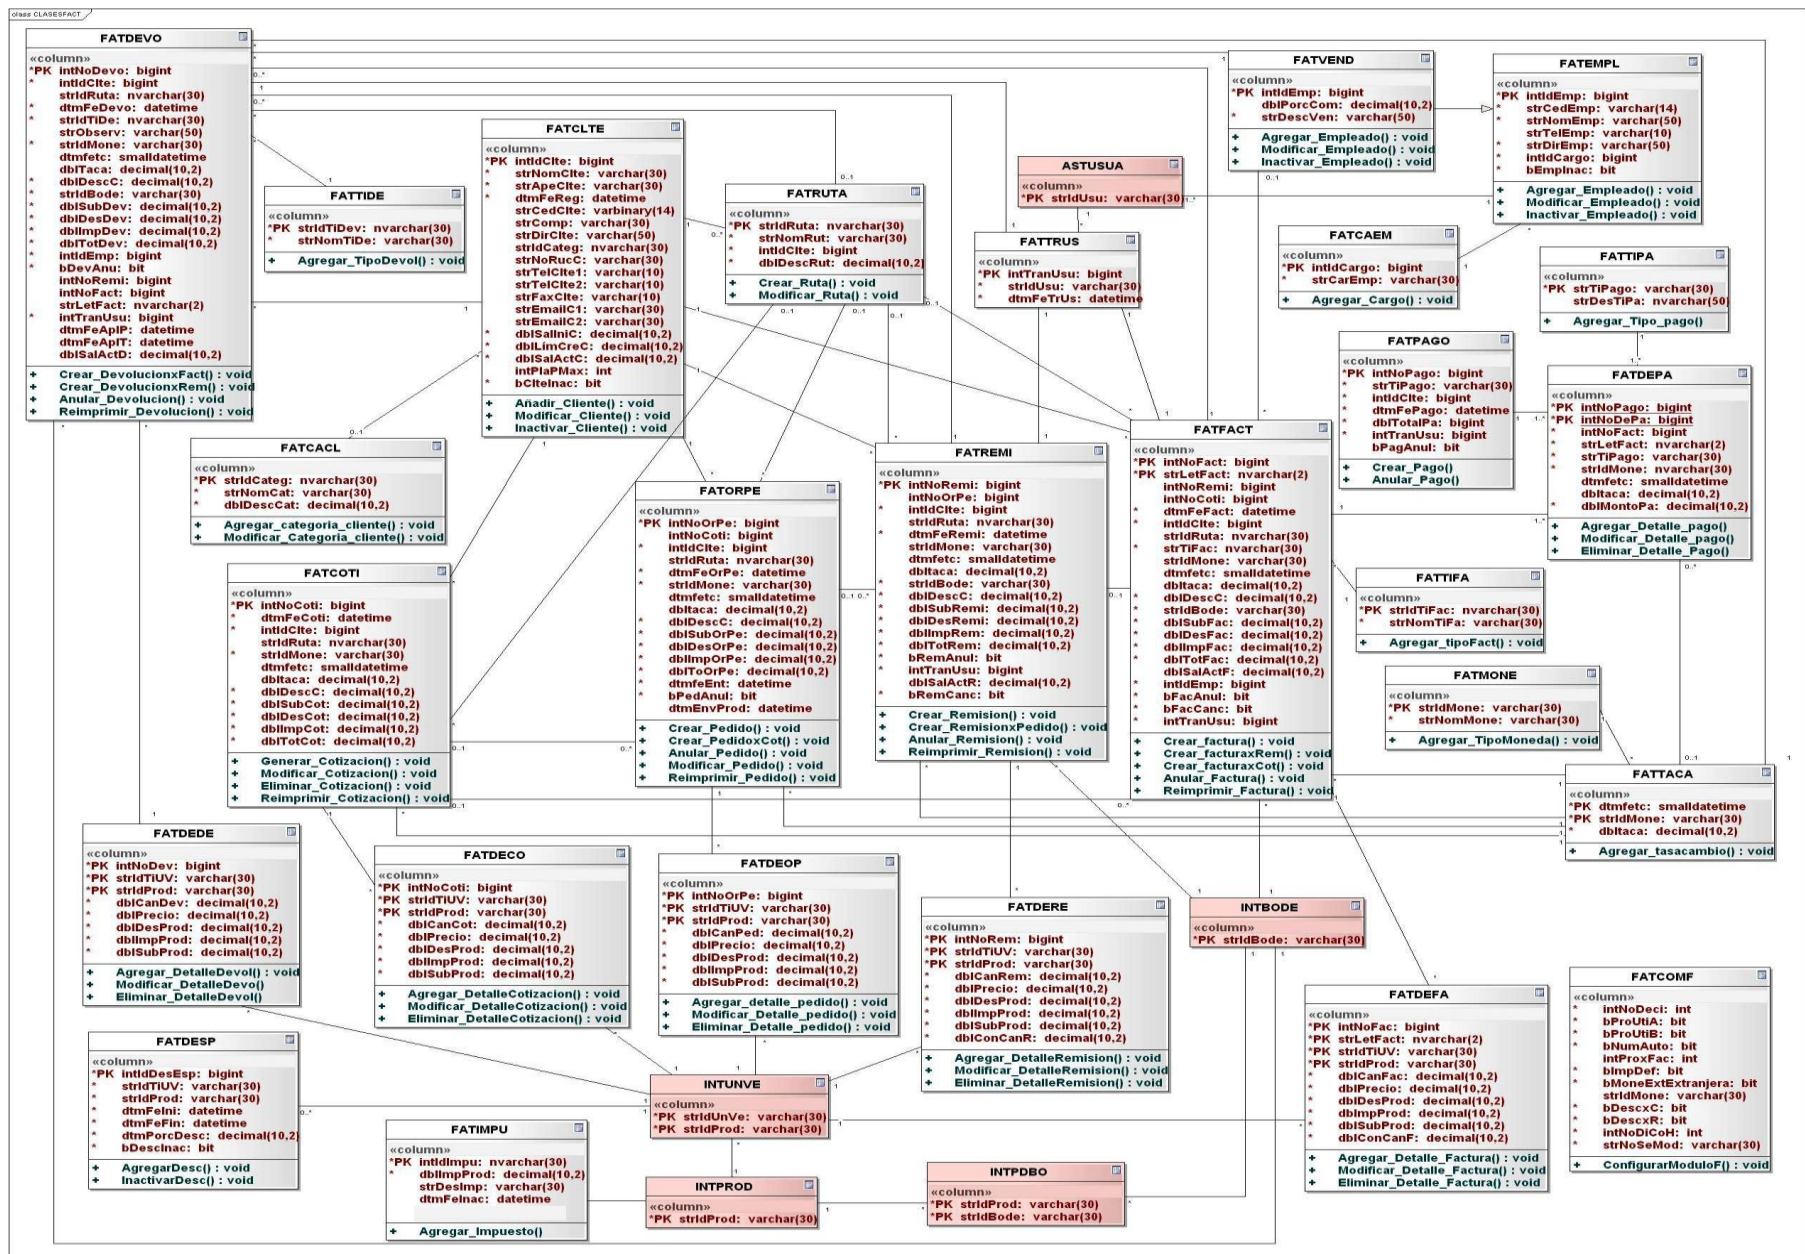 class CLASESFACT
FATDEVO
«column»
*PK intNoDevo: bigint
* intIdClte: bigint
strIdRuta: nvarchar(30)
* dtmFeDevo: datetime
* strIdTiDe: nvarchar(30)
strObserv: varchar(50)
* strIdMone: varchar(30)
dtmfetc: smalldatetime
dblTaca: decimal(10,2)
* dblDescC: decimal(10,2)
* strIdBode: varchar(30)
* dblSubDev: decimal(10,2)
* dblDesDev: decimal(10,2)
* dblImpDev: decimal(10,2)
* dblTotDev: decimal(10,2)
* intIdEmp: bigint
* bDevAnu: bit
intNoRemi: bigint
intNoFact: bigint
strLetFact: nvarchar(2)
* intTranUsu: bigint
dtmFeAplP: datetime
dtmFeAplT: datetime
dblSalActD: decimal(10,2)
+ Crear_DevolucionxFact() : void
+ Crear_DevolucionxRem() : void
+ Anular_Devolucion() : void
+ Reimprimir_Devolucion() : void
FATTIDE
«column»
*PK strIdTiDev: nvarchar(30)
* strNomTiDe: varchar(30)
+ Agregar_TipoDevol() : void
FATCLTE
«column»
*PK intIdClte: bigint
* strNomClte: varchar(30)
* strApeClte: varchar(30)
* dtmFeReg: datetime
strCedClte: varbinary(14)
strComp: varchar(30)
strDirClte: varchar(50)
strIdCateg: nvarchar(30)
strNoRucC: varchar(30)
strTelClte1: varchar(10)
strTelClte2: varchar(10)
strFaxClte: varchar(10)
strEmailC1: varchar(30)
strEmailC2: varchar(30)
* dblSalIniC: decimal(10,2)
* dblLímCreC: decimal(10,2)
* dblSalActC: decimal(10,2)
intPlaPMax: int
* bClteInac: bit
+ Añadir_Cliente() : void
+ Modificar_Cliente() : void
+ Inactivar_Cliente() : void
FATRUTA
«column»
*PK strIdRuta: nvarchar(30)
* strNomRut: varchar(30)
* intIdClte: bigint
* dblDescRut: decimal(10,2)
+ Crear_Ruta() : void
+ Modificar_Ruta() : void
ASTUSUA
«column»
*PK strIdUsu: varchar(30)
FATTRUS
«column»
*PK intTranUsu: bigint
* strIdUsu: varchar(30)
* dtmFeTrUs: datetime
FATVEND
«column»
*PK intIdEmp: bigint
dblPorcCom: decimal(10,2)
* strDescVen: varchar(50)
+ Agregar_Empleado() : void
+ Modificar_Empleado() : void
+ Inactivar_Empleado() : void
FATEMPL
«column»
*PK intIdEmp: bigint
* strCedEmp: varchar(14)
* strNomEmp: varchar(50)
strTelEmp: varchar(10)
* strDirEmp: varchar(50)
* intIdCargo: bigint
* bEmpInac: bit
+ Agregar_Empleado() : void
+ Modificar_Empleado() : void
+ Inactivar_Empleado() : void
FATCAEM
«column»
*PK intIdCargo: bigint
* strCarEmp: varchar(30)
+ Agregar_Cargo() : void
FATTIPA
«column»
*PK strTiPago: varchar(30)
strDesTiPa: nvarchar(50)
+ Agregar_Tipo_pago()
FATPAGO
«column»
*PK intNoPago: bigint
* strTiPago: varchar(30)
* intIdClte: bigint
* dtmFePago: datetime
* dblTotalPa: bigint
* intTranUsu: bigint
* bPagAnul: bit
+ Crear_Pago()
+ Anular_Pago()
FATDEPA
«column»
*PK intNoPago: bigint
*PK intNoDePa: bigint
* intNoFact: bigint
* strLetFact: nvarchar(2)
* strTiPago: varchar(30)
* strIdMone: nvarchar(30)
dtmfetc: smalldatetime
dbltaca: decimal(10,2)
* dblMontoPa: decimal(10,2)
+ Agregar_Detalle_pago()
+ Modificar_Detalle_pago()
+ Eliminar_Detalle_Pago()
FATCACL
«column»
*PK strIdCateg: nvarchar(30)
* strNomCat: varchar(30)
* dblDescCat: decimal(10,2)
+ Agregar_categoria_cliente() : void
+ Modificar_Categoria_cliente() : void
FATORPE
«column»
*PK intNoOrPe: bigint
intNoCoti: bigint
* intIdClte: bigint
strIdRuta: nvarchar(30)
* dtmFeOrPe: datetime
* strIdMone: varchar(30)
dtmfetc: smalldatetime
dbltaca: decimal(10,2)
* dblDescC: decimal(10,2)
* dblSubOrPe: decimal(10,2)
* dblDesOrPe: decimal(10,2)
* dblImpOrPe: decimal(10,2)
* dblToOrPe: decimal(10,2)
* dtmfeEnt: datetime
* bPedAnul: bit
dtmEnvProd: datetime
+ Crear_Pedido() : void
+ Crear_PedidoxCot() : void
+ Anular_Pedido() : void
+ Modificar_Pedido() : void
+ Reimprimir_Pedido() : void
FATREMI
«column»
*PK intNoRemi: bigint
intNoOrPe: bigint
* intIdClte: bigint
strIdRuta: nvarchar(30)
* dtmFeRemi: datetime
strIdMone: varchar(30)
dtmfetc: smalldatetime
dbltaca: decimal(10,2)
* strIdBode: varchar(30)
* dblDescC: decimal(10,2)
* dblSubRemi: decimal(10,2)
* dblDesRemi: decimal(10,2)
* dblImpRem: decimal(10,2)
* dblTotRem: decimal(10,2)
* bRemAnul: bit
* intTranUsu: bigint
* dblSalActR: decimal(10,2)
* bRemCanc: bit
+ Crear_Remision() : void
+ Crear_RemisionxPedido() : void
+ Anular_Remision() : void
+ Reimprimir_Remision() : void
FATFACT
«column»
*PK intNoFact: bigint
*PK strLetFact: nvarchar(2)
intNoRemi: bigint
intNoCoti: bigint
* dtmFeFact: datetime
* intIdClte: bigint
strIdRuta: nvarchar(30)
* strTiFac: nvarchar(30)
strIdMone: varchar(30)
dtmfetc: smalldatetime
dbltaca: decimal(10,2)
* dblDescC: decimal(10,2)
strIdBode: varchar(30)
* dblSubFac: decimal(10,2)
* dblDesFac: decimal(10,2)
* dblImpFac: decimal(10,2)
* dblTotFac: decimal(10,2)
dblSalActF: decimal(10,2)
* intIdEmp: bigint
* bFacAnul: bit
* bFacCanc: bit
* intTranUsu: bigint
+ Crear_factura() : void
+ Crear_facturaxRem() : void
+ Crear_facturaxCot() : void
+ Anular_Factura() : void
+ Reimprimir_Factura() : void
FATTIFA
«column»
*PK strIdTiFac: nvarchar(30)
* strNomTiFa: varchar(30)
+ Agregar_tipoFact() : void
FATMONE
«column»
*PK strIdMone: varchar(30)
* strNomMone: varchar(30)
+ Agregar_TipoMoneda() : void
FATTACA
«column»
*PK dtmfetc: smalldatetime
*PK strIdMone: varchar(30)
* dbltaca: decimal(10,2)
+ Agregar_tasacambio() : void
FATCOTI
«column»
*PK intNoCoti: bigint
* dtmFeCoti: datetime
* intIdClte: bigint
strIdRuta: nvarchar(30)
* strIdMone: varchar(30)
dtmfetc: smalldatetime
dbltaca: decimal(10,2)
* dblDescC: decimal(10,2)
* dblSubCot: decimal(10,2)
* dblDesCot: decimal(10,2)
* dblImpCot: decimal(10,2)
* dblTotCot: decimal(10,2)
+ Generar_Cotizacion() : void
+ Modificar_Cotizacion() : void
+ Eliminar_Cotizacion() : void
+ Reimprimir_Cotizacion() : void
FATDEDE
«column»
*PK intNoDev: bigint
*PK strIdTiUV: varchar(30)
*PK strIdProd: varchar(30)
* dblCanDev: decimal(10,2)
* dblPrecio: decimal(10,2)
* dblDesProd: decimal(10,2)
* dblImpProd: decimal(10,2)
* dblSubProd: decimal(10,2)
+ Agregar_DetalleDevol() : void
+ Modificar_DetalleDevo()
+ Eliminar_DetalleDevol()
FATDECO
«column»
*PK intNoCoti: bigint
*PK strIdTiUV: varchar(30)
*PK strIdProd: varchar(30)
* dblCanCot: decimal(10,2)
* dblPrecio: decimal(10,2)
* dblDesProd: decimal(10,2)
* dblImpProd: decimal(10,2)
* dblSubProd: decimal(10,2)
+ Agregar_DetalleCotizacion() : void
+ Modificar_DetalleCotizacion() : void
+ Eliminar_DetalleCotizacion() : void
FATDEOP
«column»
*PK intNoOrPe: bigint
*PK strIdTiUV: varchar(30)
*PK strIdProd: varchar(30)
* dblCanPed: decimal(10,2)
* dblPrecio: decimal(10,2)
* dblDesProd: decimal(10,2)
* dblImpProd: decimal(10,2)
* dblSubProd: decimal(10,2)
+ Agregar_detalle_pedido() : void
+ Modificar_Detalle_pedido() : void
+ Eliminar_Detalle_pedido() : void
FATDERE
«column»
*PK intNoRem: bigint
*PK strIdTiUV: varchar(30)
*PK strIdProd: varchar(30)
* dblCanRem: decimal(10,2)
* dblPrecio: decimal(10,2)
* dblDesProd: decimal(10,2)
* dblImpProd: decimal(10,2)
* dblSubProd: decimal(10,2)
* dblConCanR: decimal(10,2)
+ Agregar_DetalleRemision() : void
+ Modificar_DetalleRemision() : void
+ Eliminar_DetalleRemision() : void
INTBODE
«column»
*PK strIdBode: varchar(30)
FATDEFA
«column»
*PK intNoFac: bigint
*PK strLetFact: nvarchar(2)
*PK strIdTiUV: varchar(30)
*PK strIdProd: varchar(30)
* dblCanFac: decimal(10,2)
* dblPrecio: decimal(10,2)
* dblDesProd: decimal(10,2)
* dblImpProd: decimal(10,2)
* dblSubProd: decimal(10,2)
* dblConCanF: decimal(10,2)
+ Agregar_Detalle_Factura() : void
+ Modificar_Detalle_Factura() : void
+ Eliminar_Detalle_Factura() : void
FATCOMF
«column»
* intNoDeci: int
* bProUtiA: bit
* bProUtiB: bit
* bNumAuto: bit
intProxFac: int
* bImpDef: bit
* bMoneExtExtranjera: bit
strIdMone: varchar(30)
* bDescxC: bit
* bDescxR: bit
* intNoDiCoH: int
* strNoSeMod: varchar(30)
+ ConfigurarModuloF() : void
FATDESP
«column»
*PK intIdDesEsp: bigint
* strIdTiUV: varchar(30)
* strIdProd: varchar(30)
* dtmFeIni: datetime
* dtmFeFin: datetime
* dtmPorcDesc: decimal(10,2)
* bDescInac: bit
+ AgregarDesc() : void
+ InactivarDesc() : void
INTUNVE
«column»
*PK strIdUnVe: varchar(30)
*PK strIdProd: varchar(30)
FATIMPU
«column»
*PK intIdImpu: nvarchar(30)
* dblImpProd: decimal(10,2)
strDesImp: varchar(30)
dtmFeInac: datetime
+ Agregar_Impuesto()
INTPROD
«column»
*PK strIdProd: varchar(30)
INTPDBO
«column»
*PK strIdProd: varchar(30)
*PK strIdBode: varchar(30)